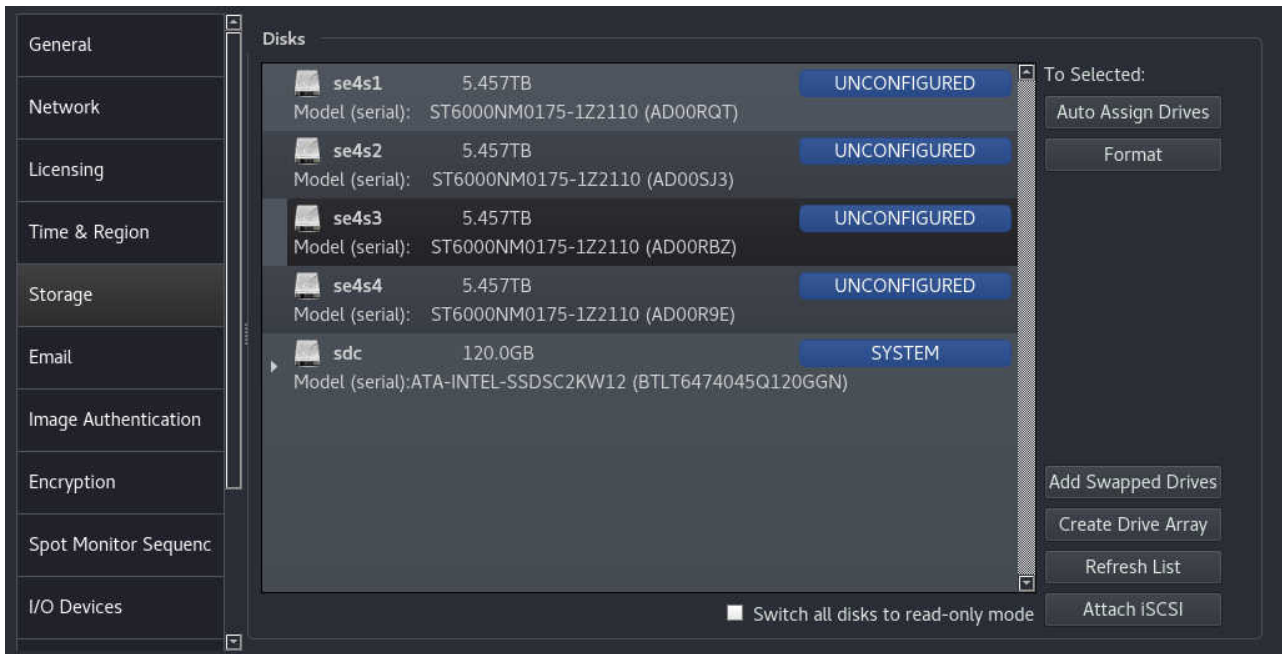 General
Network
Licensing
Time & Region
Storage
Email
Image Authentication
Encryption
Spot Monitor Sequenc
I/O Devices
Disks
se4s1 5.457TB UNCONFIGURED
Model (serial): ST6000NM0175-1Z2110 (AD00RQT)
se4s2 5.457TB UNCONFIGURED
Model (serial): ST6000NM0175-1Z2110 (AD00SJ3)
se4s3 5.457TB UNCONFIGURED
Model (serial): ST6000NM0175-1Z2110 (AD00RBZ)
se4s4 5.457TB UNCONFIGURED
Model (serial): ST6000NM0175-1Z2110 (AD00R9E)
sdc 120.0GB SYSTEM
Model (serial):ATA-INTEL-SSDSC2KW12 (BTLT6474045Q120GGN)
Switch all disks to read-only mode
To Selected:
Auto Assign Drives
Format
Add Swapped Drives
Create Drive Array
Refresh List
Attach iSCSI